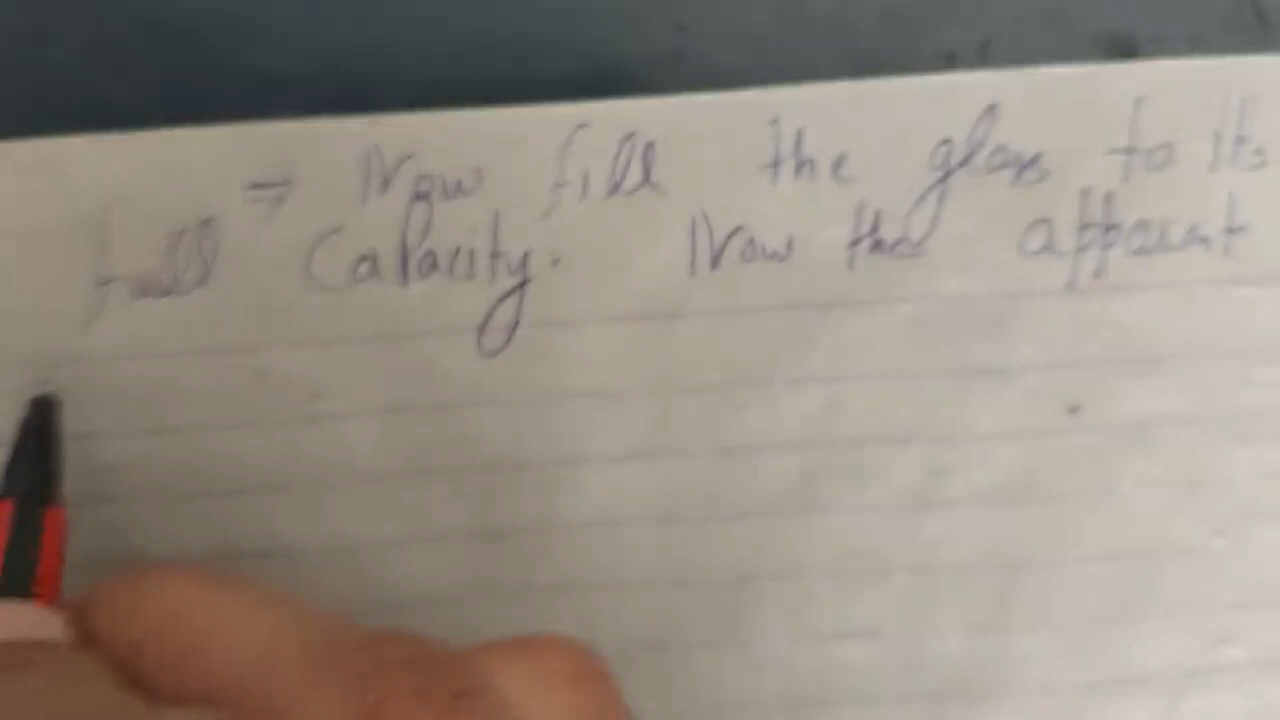 ⇒ Now fill the glass to its
full Capacity. Now the apparent